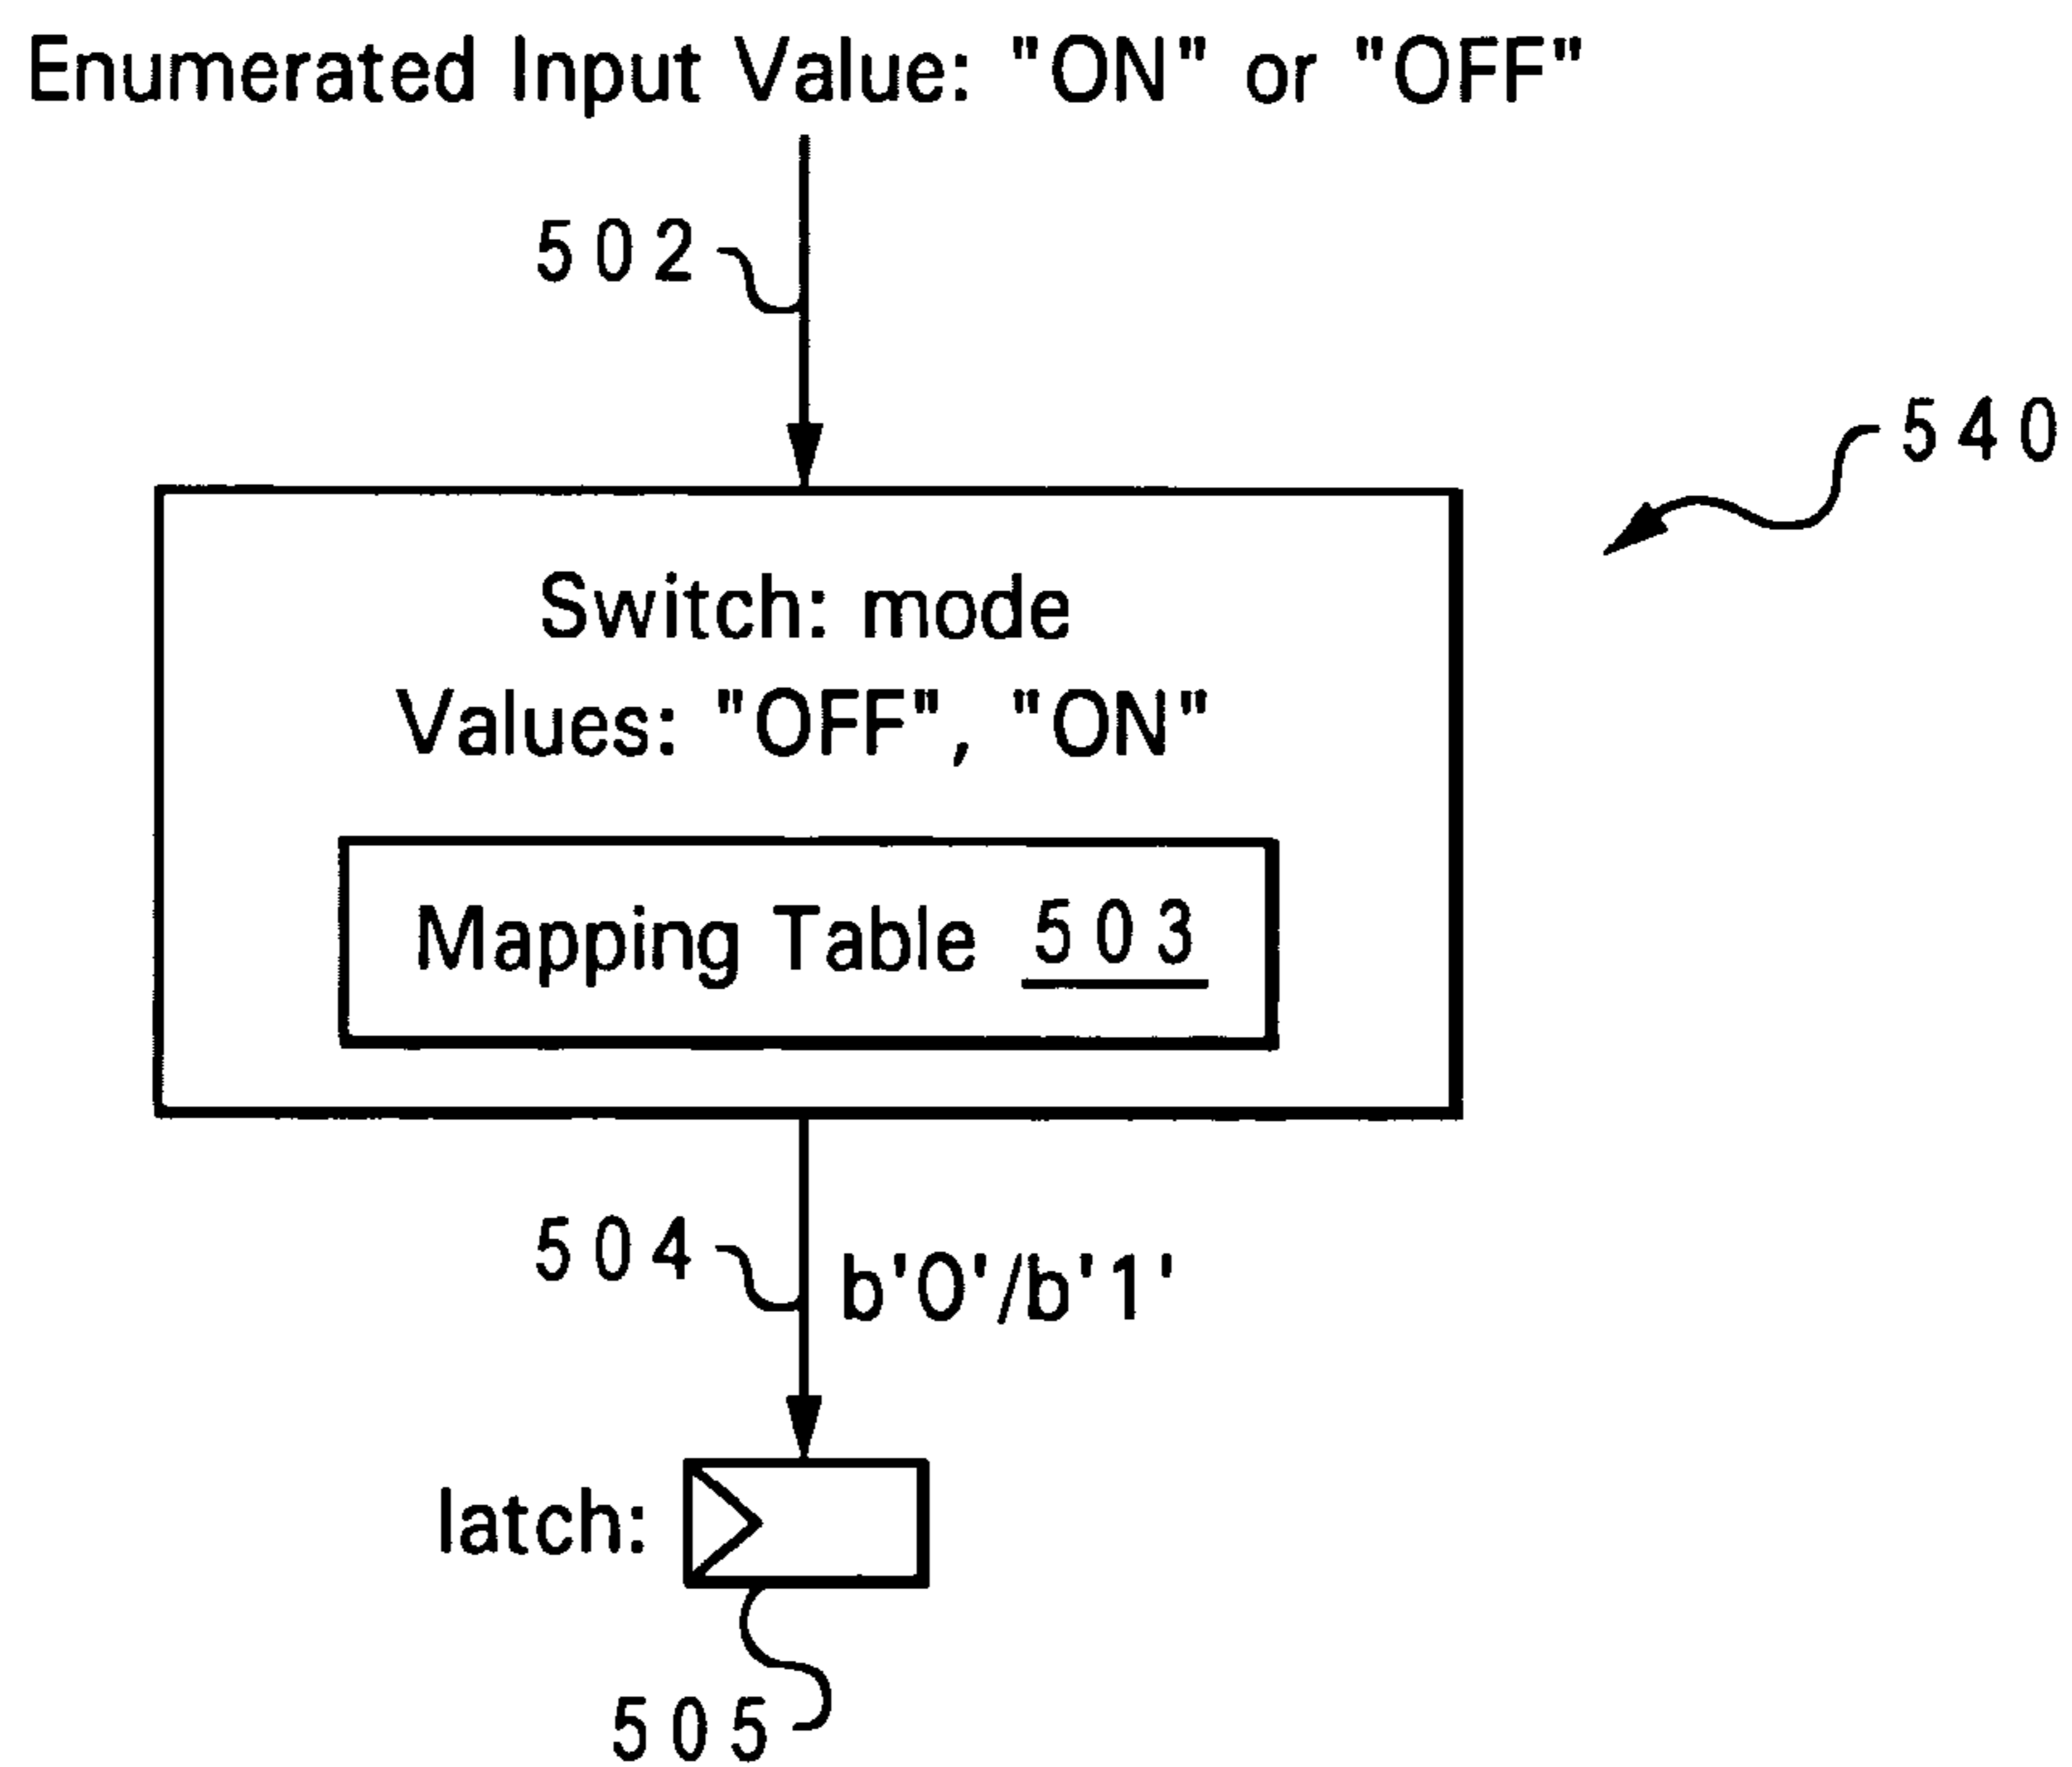 Enumerated Input Value: "ON" or "OFF"
502
540
Switch: mode
Values: "OFF", "ON"
Mapping Table 503
504
b'0'/b'1'
latch:
505